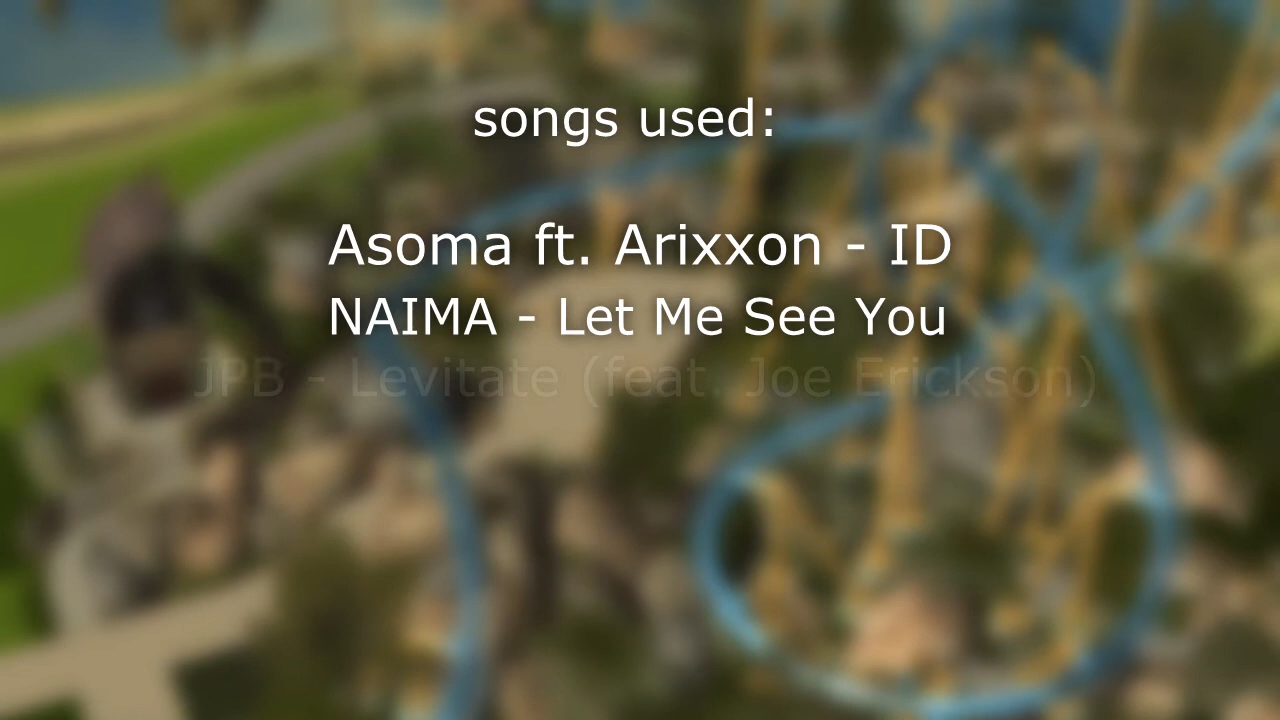 songs used:
Asoma ft. Arixxon - ID
NAIMA - Let Me See You
JPB - Levitate (feat. Joe Erickson)